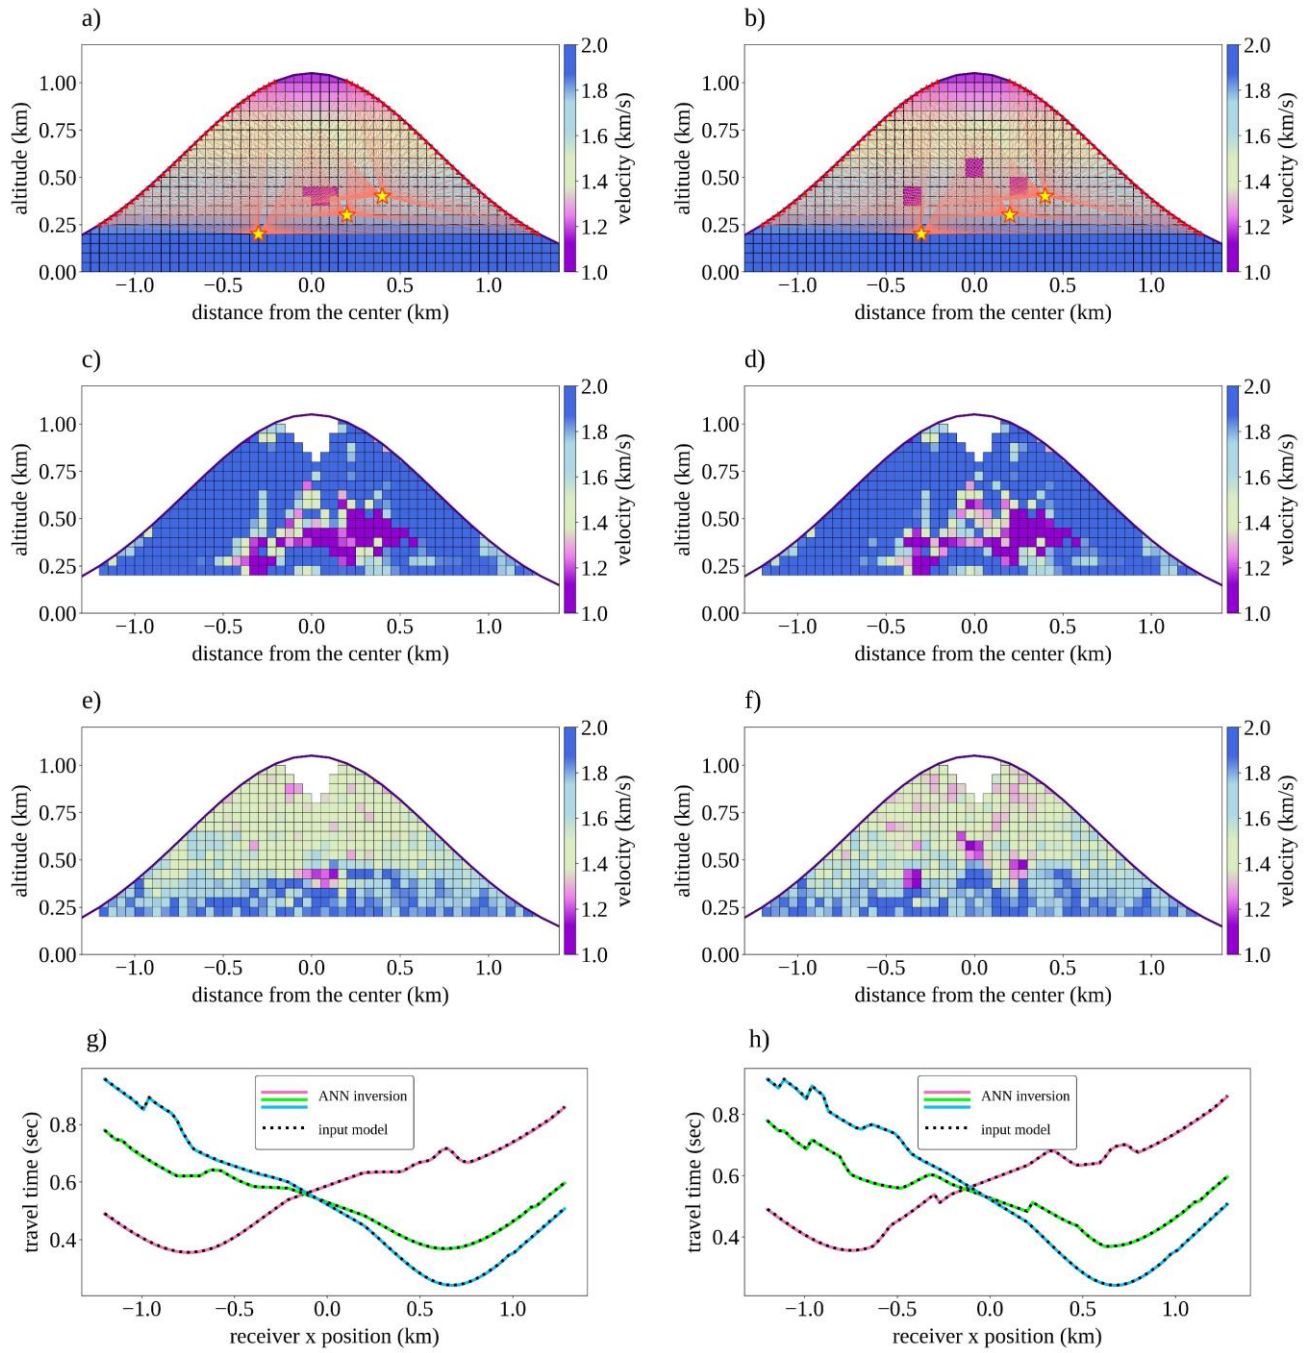 a)
1.00
0.75
0.50
0.25
0.00
altitude (km)
−1.0 −0.5 0.0 0.5 1.0
distance from the center (km)
2.0
1.8
1.6
1.4
1.2
1.0
velocity (km/s)
b)
1.00
0.75
0.50
0.25
0.00
altitude (km)
−1.0 −0.5 0.0 0.5 1.0
distance from the center (km)
2.0
1.8
1.6
1.4
1.2
1.0
velocity (km/s)
c)
1.00
0.75
0.50
0.25
0.00
altitude (km)
−1.0 −0.5 0.0 0.5 1.0
distance from the center (km)
2.0
1.8
1.6
1.4
1.2
1.0
velocity (km/s)
d)
1.00
0.75
0.50
0.25
0.00
altitude (km)
−1.0 −0.5 0.0 0.5 1.0
distance from the center (km)
2.0
1.8
1.6
1.4
1.2
1.0
velocity (km/s)
e)
1.00
0.75
0.50
0.25
0.00
altitude (km)
−1.0 −0.5 0.0 0.5 1.0
distance from the center (km)
2.0
1.8
1.6
1.4
1.2
1.0
velocity (km/s)
f)
1.00
0.75
0.50
0.25
0.00
altitude (km)
−1.0 −0.5 0.0 0.5 1.0
distance from the center (km)
2.0
1.8
1.6
1.4
1.2
1.0
velocity (km/s)
g)
ANN inversion
input model
0.8
0.6
0.4
travel time (sec)
−1.0 −0.5 0.0 0.5 1.0
receiver x position (km)
h)
ANN inversion
input model
0.8
0.6
0.4
travel time (sec)
−1.0 −0.5 0.0 0.5 1.0
receiver x position (km)